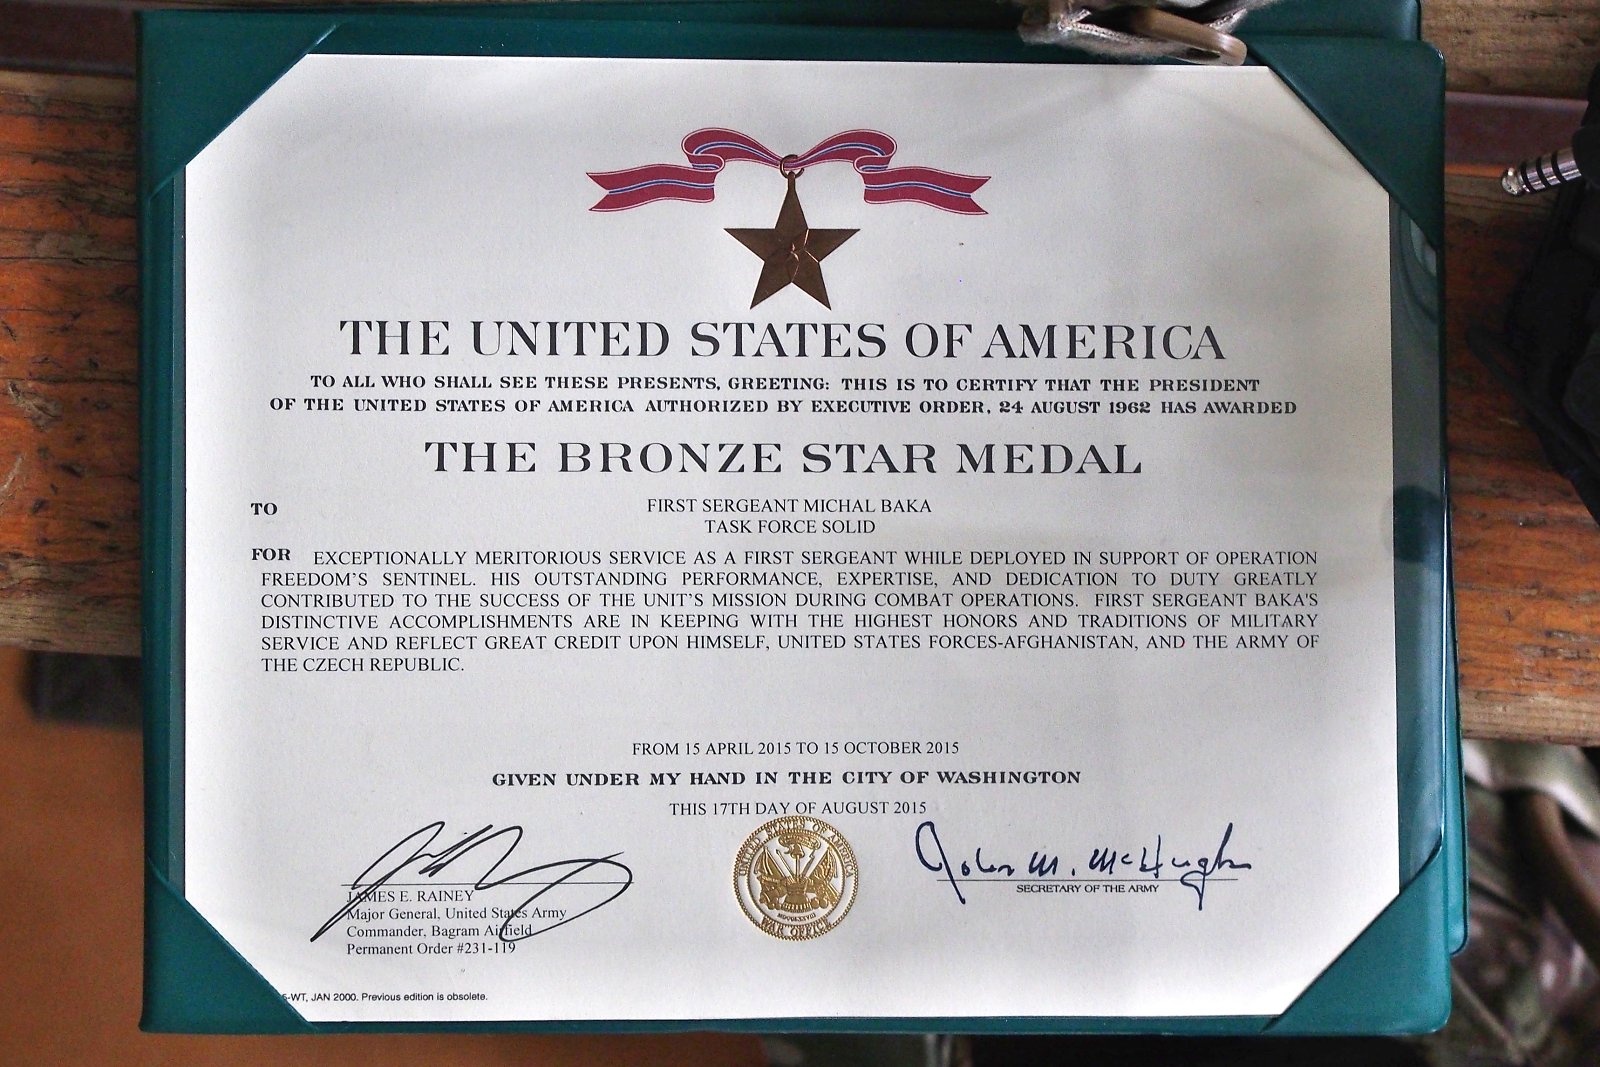 THE UNITED STATES OF AMERICA
TO ALL WHO SHALL SEE THESE PRESENTS, GREETING: THIS IS TO CERTIFY THAT THE PRESIDENT
OF THE UNITED STATES OF AMERICA AUTHORIZED BY EXECUTIVE ORDER, 24 AUGUST 1962 HAS AWARDED
THE BRONZE STAR MEDAL
TO FIRST SERGEANT MICHAL BAKA
TASK FORCE SOLID
FOR EXCEPTIONALLY MERITORIOUS SERVICE AS A FIRST SERGEANT WHILE DEPLOYED IN SUPPORT OF OPERATION
FREEDOM'S SENTINEL. HIS OUTSTANDING PERFORMANCE, EXPERTISE, AND DEDICATION TO DUTY GREATLY
CONTRIBUTED TO THE SUCCESS OF THE UNIT'S MISSION DURING COMBAT OPERATIONS. FIRST SERGEANT BAKA'S
DISTINCTIVE ACCOMPLISHMENTS ARE IN KEEPING WITH THE HIGHEST HONORS AND TRADITIONS OF MILITARY
SERVICE AND REFLECT GREAT CREDIT UPON HIMSELF, UNITED STATES FORCES-AFGHANISTAN, AND THE ARMY OF
THE CZECH REPUBLIC.
FROM 15 APRIL 2015 TO 15 OCTOBER 2015
GIVEN UNDER MY HAND IN THE CITY OF WASHINGTON
THIS 17TH DAY OF AUGUST 2015
UNITED STATES OF AMERICA
MDCCLXXVIII
WAR OFFICE
John M. McHugh
SECRETARY OF THE ARMY
JAMES E. RAINEY
Major General, United States Army
Commander, Bagram Airfield
Permanent Order #231-119
5-WT, JAN 2000. Previous edition is obsolete.